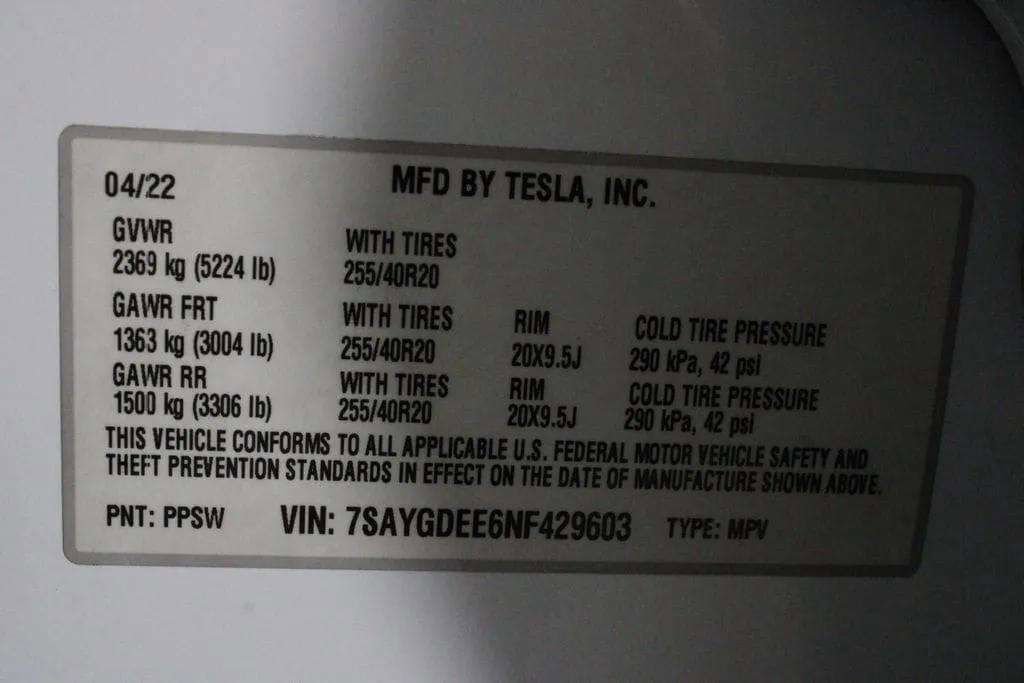 04/22 MFD BY TESLA, INC.
GVWR WITH TIRES
2369 kg (5224 lb) 255/40R20
GAWR FRT WITH TIRES RIM COLD TIRE PRESSURE
1363 kg (3004 lb) 255/40R20 20X9.5J 290 kPa, 42 psi
GAWR RR WITH TIRES RIM COLD TIRE PRESSURE
1500 kg (3306 lb) 255/40R20 20X9.5J 290 kPa, 42 psi
THIS VEHICLE CONFORMS TO ALL APPLICABLE U.S. FEDERAL MOTOR VEHICLE SAFETY AND
THEFT PREVENTION STANDARDS IN EFFECT ON THE DATE OF MANUFACTURE SHOWN ABOVE.
PNT: PPSW VIN: 7SAYGDEE6NF429603 TYPE: MPV